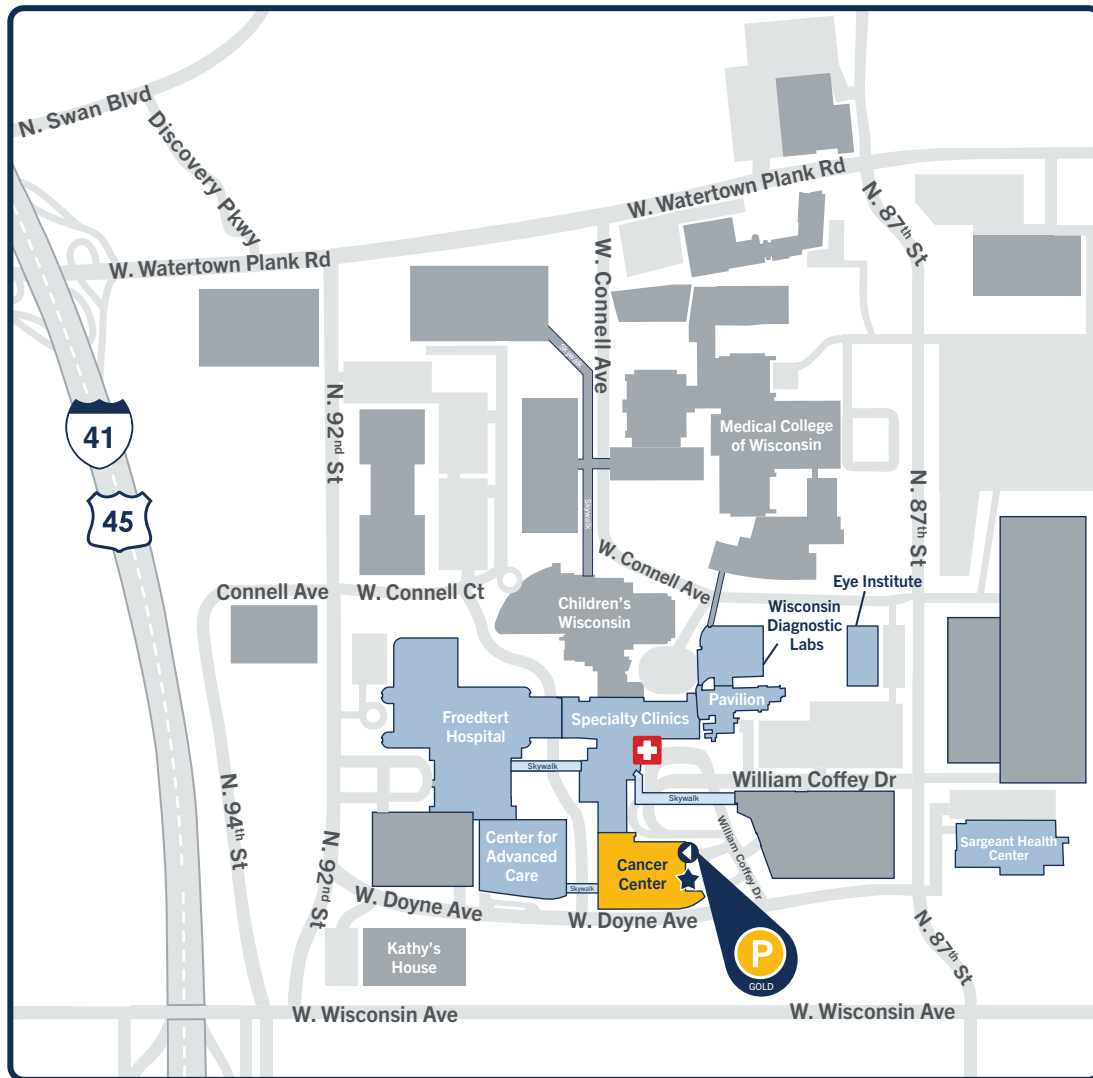 N. Swan Blvd
Discovery Pkwy
W. Watertown Plank Rd
N. 87th St
W. Watertown Plank Rd
W. Connell Ave
Skywalk
41
45
N. 92nd St
Medical College
of Wisconsin
N. 87th St
Skywalk
W. Connell Ave
Eye Institute
Connell Ave
W. Connell Ct
Children's
Wisconsin
Wisconsin
Diagnostic
Labs
Pavilion
Froedtert
Hospital
Specialty Clinics
Skywalk
William Coffey Dr
Skywalk
N. 94th St
N. 92nd St
Center for
Advanced
Care
Cancer
Center
William Coffey Dr
Sargeant Health
Center
Skywalk
W. Doyne Ave
W. Doyne Ave
Kathy's
House
P
GOLD
N. 87th St
W. Wisconsin Ave
W. Wisconsin Ave